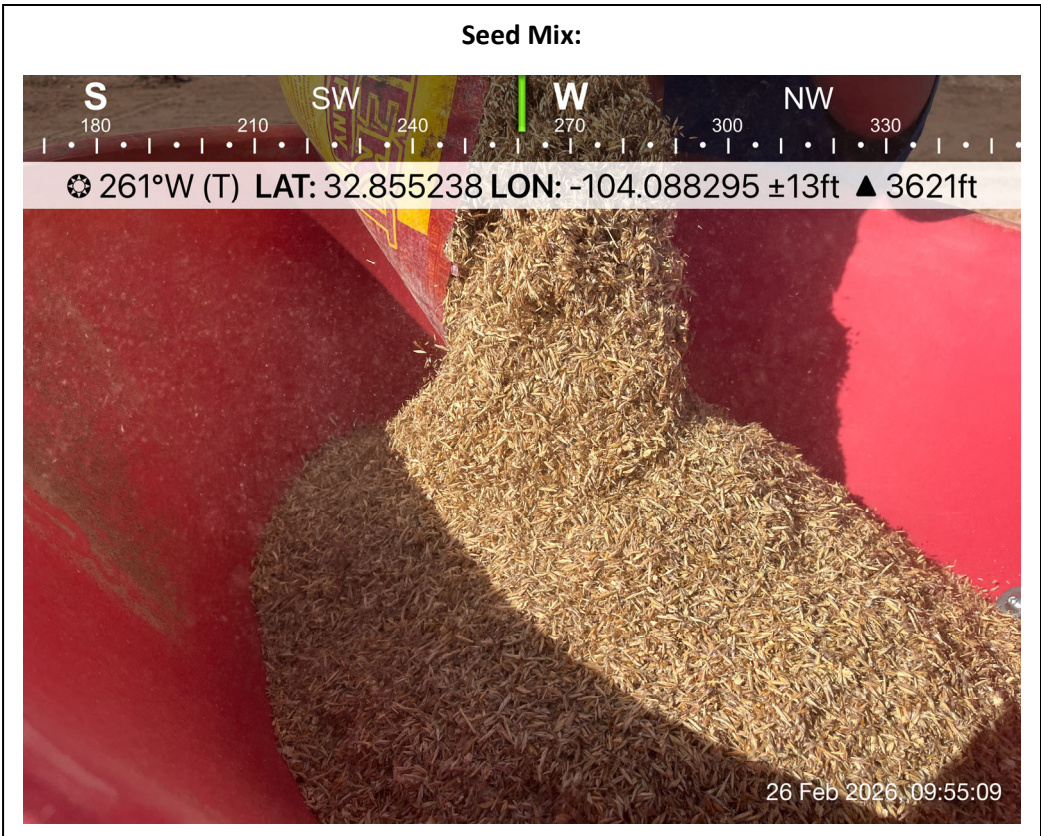 Seed Mix:
S SW W NW
180 210 240 270 300 330
261°W (T) LAT: 32.855238 LON: -104.088295 ±13ft ▲ 3621ft
26 Feb 2026, 09:55:09